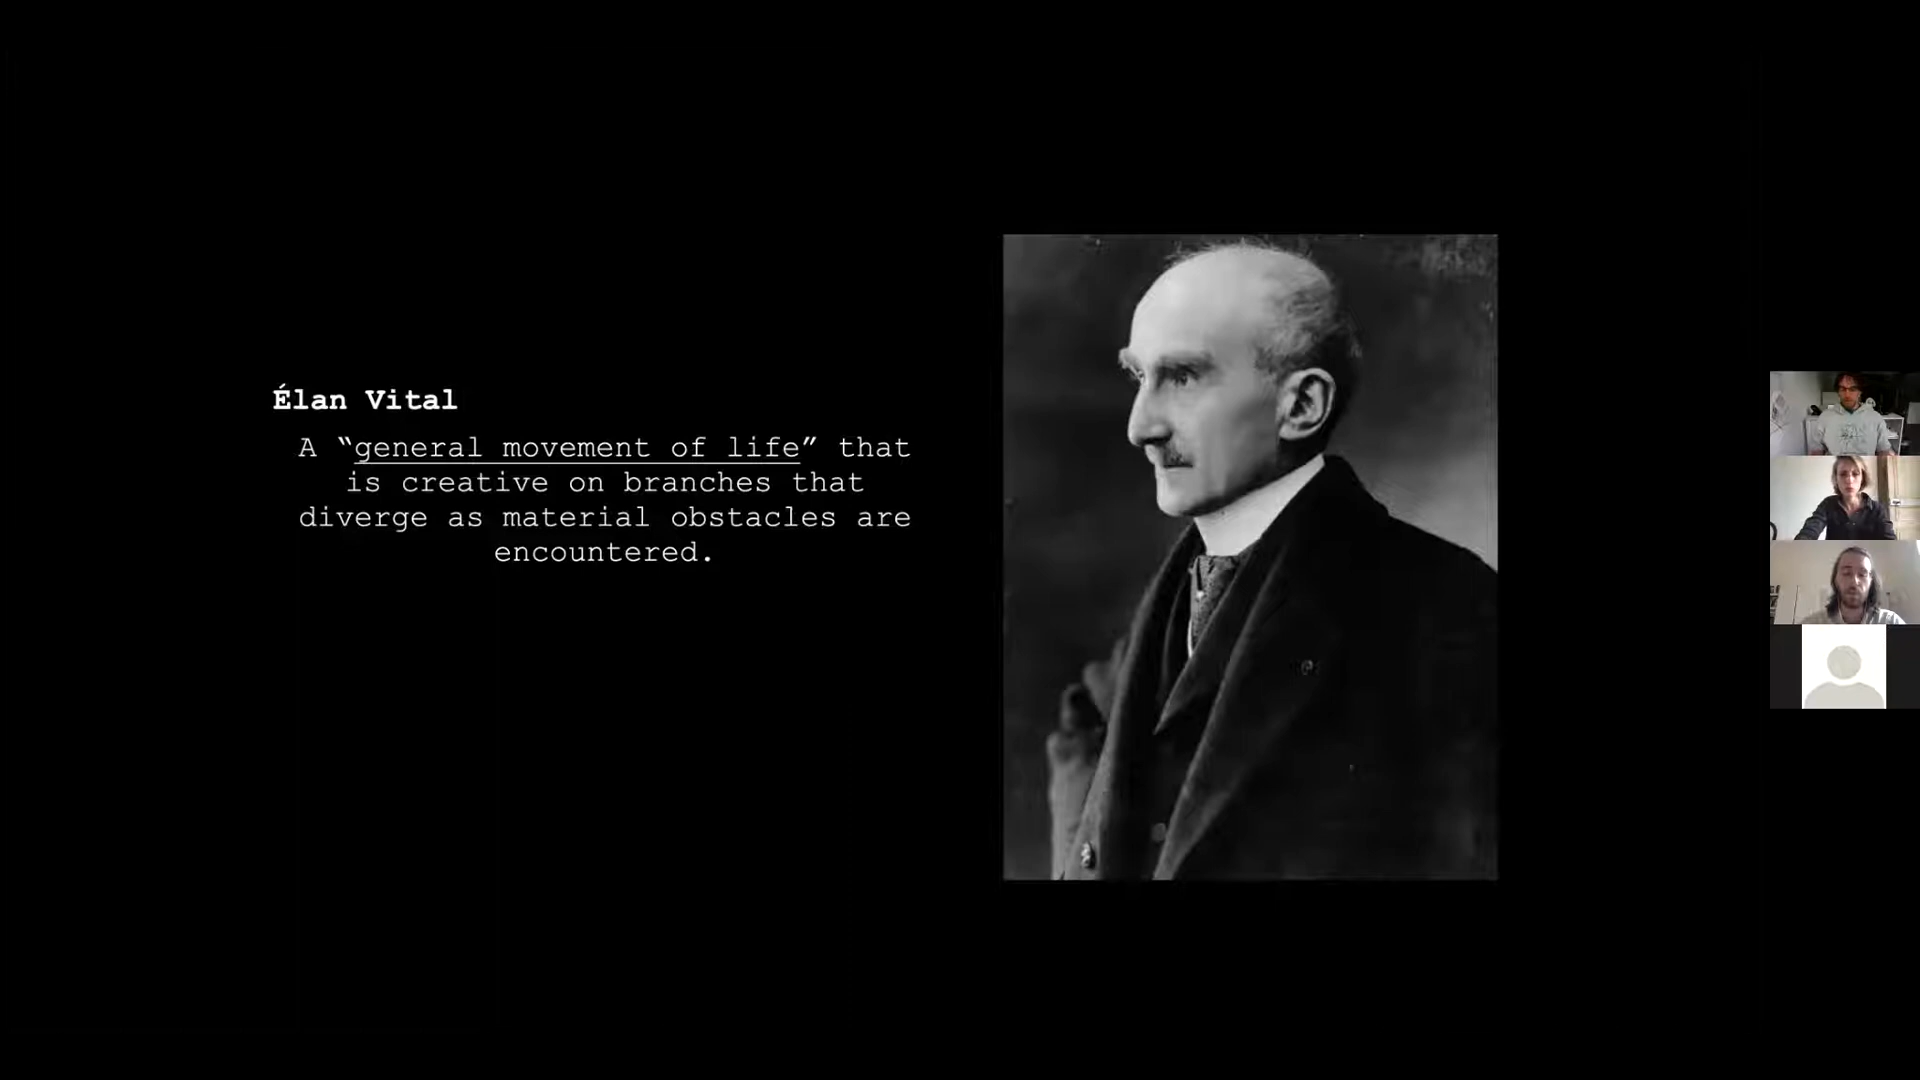 Élan Vital
A “general movement of life” that
is creative on branches that
diverge as material obstacles are
encountered.